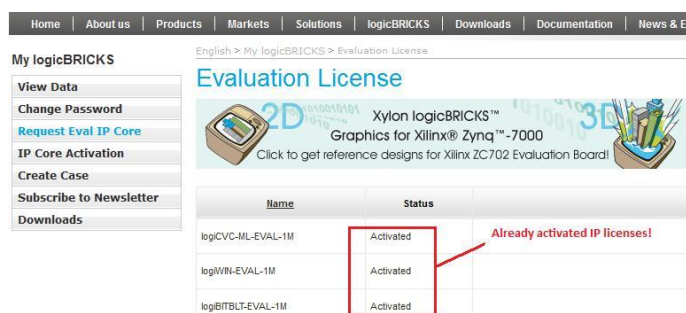 Home | About us | Products | Markets | Solutions | logicBRICKS | Downloads | Documentation | News & E
My logicBRICKS
View Data
Change Password
Request Eval IP Core
IP Core Activation
Create Case
Subscribe to Newsletter
Downloads
English > My logicBRICKS > Evaluation License
Evaluation License
2D
3D
Xylon logicBRICKS™
Graphics for Xilinx® Zynq™-7000
Click to get reference designs for Xilinx ZC702 Evaluation Board!
Name Status
logiCVC-ML-EVAL-1M Activated
Already activated IP licenses!
logiWIN-EVAL-1M Activated
logiBITBLT-EVAL-1M Activated